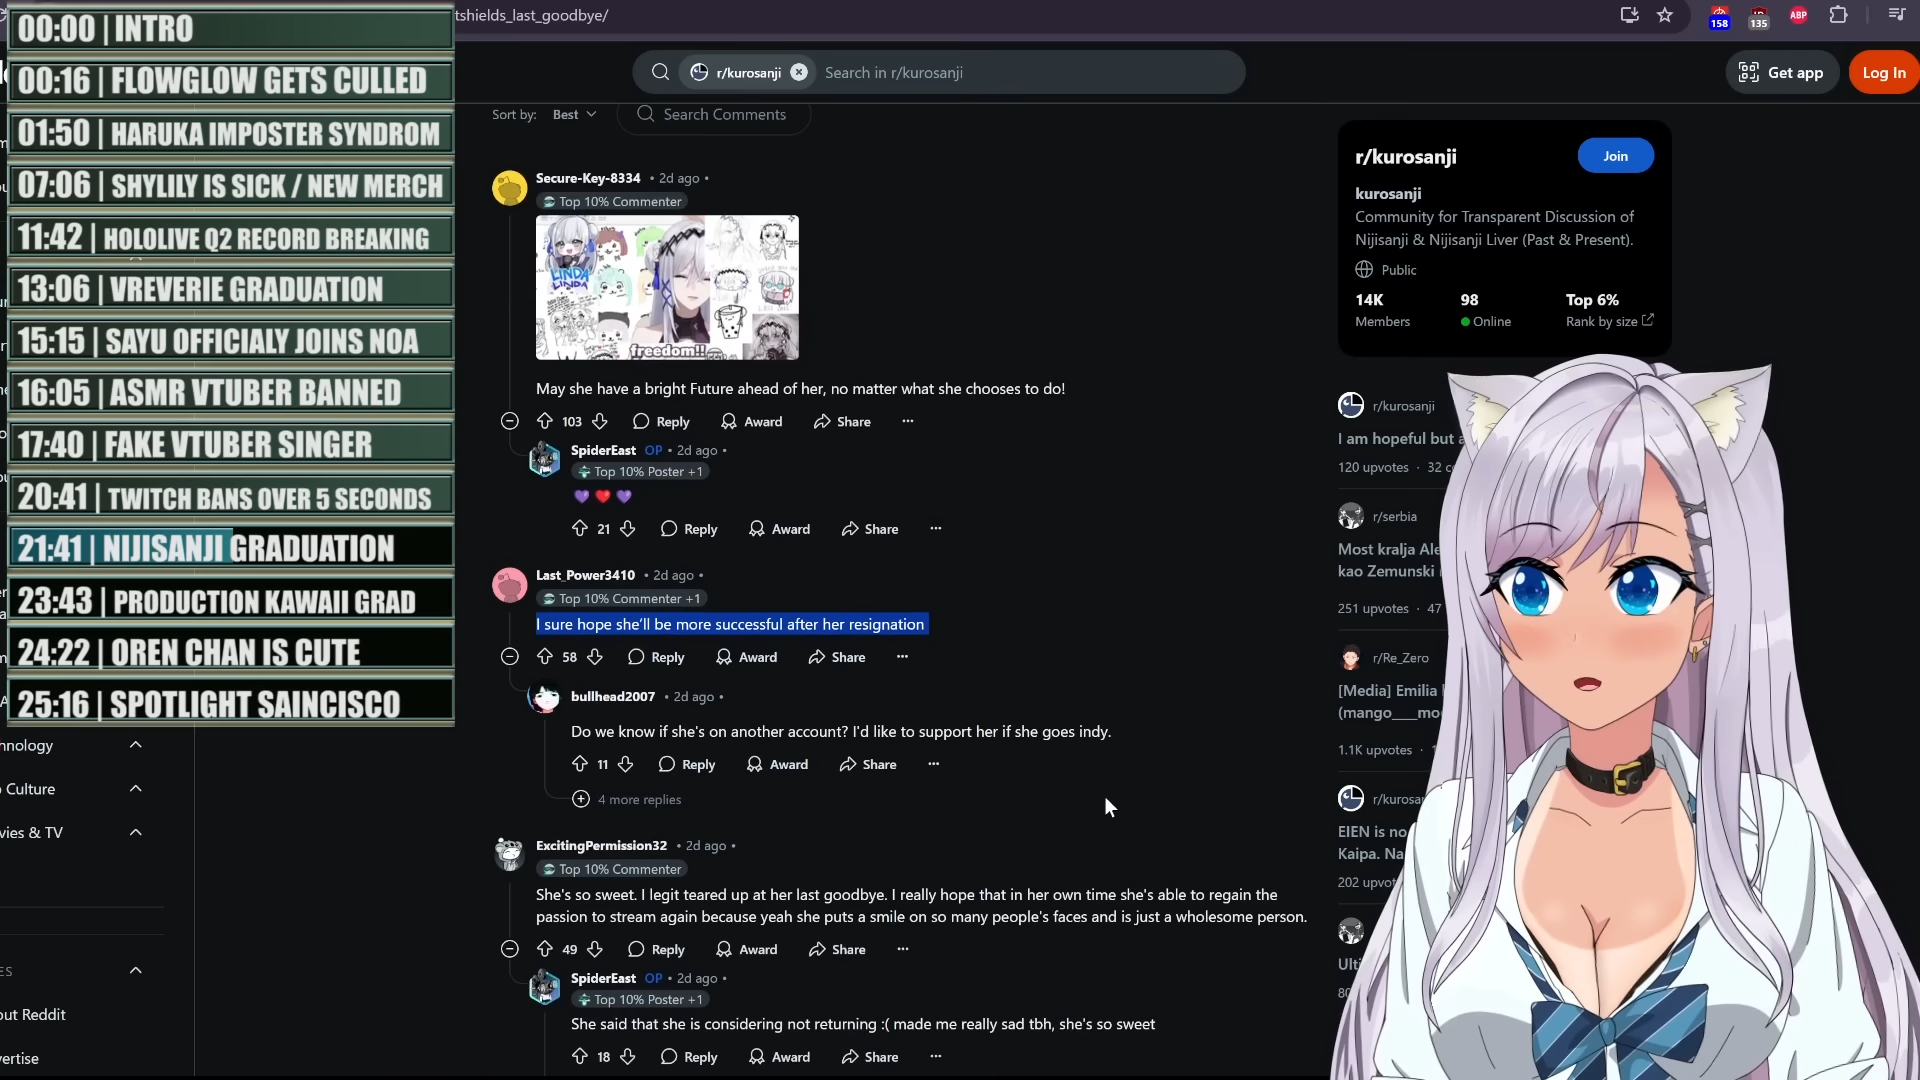 tshields_last_goodbye/
158
135
ABP
00:00 | INTRO
00:16 | FLOWGLOW GETS CULLED
01:50 | HARUKA IMPOSTER SYNDROM
07:06 | SHYLILY IS SICK / NEW MERCH
11:42 | HOLOLIVE Q2 RECORD BREAKING
13:06 | VREVERIE GRADUATION
15:15 | SAYU OFFICIALY JOINS NOA
16:05 | ASMR VTUBER BANNED
17:40 | FAKE VTUBER SINGER
20:41 | TWITCH BANS OVER 5 SECONDS
21:41 | NIJISANJI GRADUATION
23:43 | PRODUCTION KAWAII GRAD
24:22 | OREN CHAN IS CUTE
25:16 | SPOTLIGHT SAINCISCO
hnology
Culture
vies & TV
ES
out Reddit
ertise
r/kurosanji
Search in r/kurosanji
Get app
Log In
Sort by:
Best
Search Comments
Secure-Key-8334 • 2d ago •
Top 10% Commenter
LINDA
LINDA
freedom!!
May she have a bright Future ahead of her, no matter what she chooses to do!
103
Reply
Award
Share
SpiderEast OP • 2d ago •
Top 10% Poster +1
21
Reply
Award
Share
Last_Power3410 • 2d ago •
Top 10% Commenter +1
I sure hope she’ll be more successful after her resignation
58
Reply
Award
Share
bullhead2007 • 2d ago •
Do we know if she's on another account? I'd like to support her if she goes indy.
11
Reply
Award
Share
4 more replies
ExcitingPermission32 • 2d ago •
Top 10% Commenter
She's so sweet. I legit teared up at her last goodbye. I really hope that in her own time she's able to regain the
passion to stream again because yeah she puts a smile on so many people's faces and is just a wholesome person.
49
Reply
Award
Share
SpiderEast OP • 2d ago •
Top 10% Poster +1
She said that she is considering not returning :( made me really sad tbh, she's so sweet
18
Reply
Award
Share
r/kurosanji
Join
kurosanji
Community for Transparent Discussion of
Nijisanji & Nijisanji Liver (Past & Present).
Public
14K
98
Top 6%
Members
Online
Rank by size
r/kurosanji
I am hopeful but a
120 upvotes · 32 c
r/serbia
Most kralja Ale
kao Zemunski
251 upvotes · 47
r/Re_Zero
[Media] Emilia
(mango____mo
1.1K upvotes ·
r/kurosa
EIEN is no
Kaipa. Na
202 upvot
Ulti
80